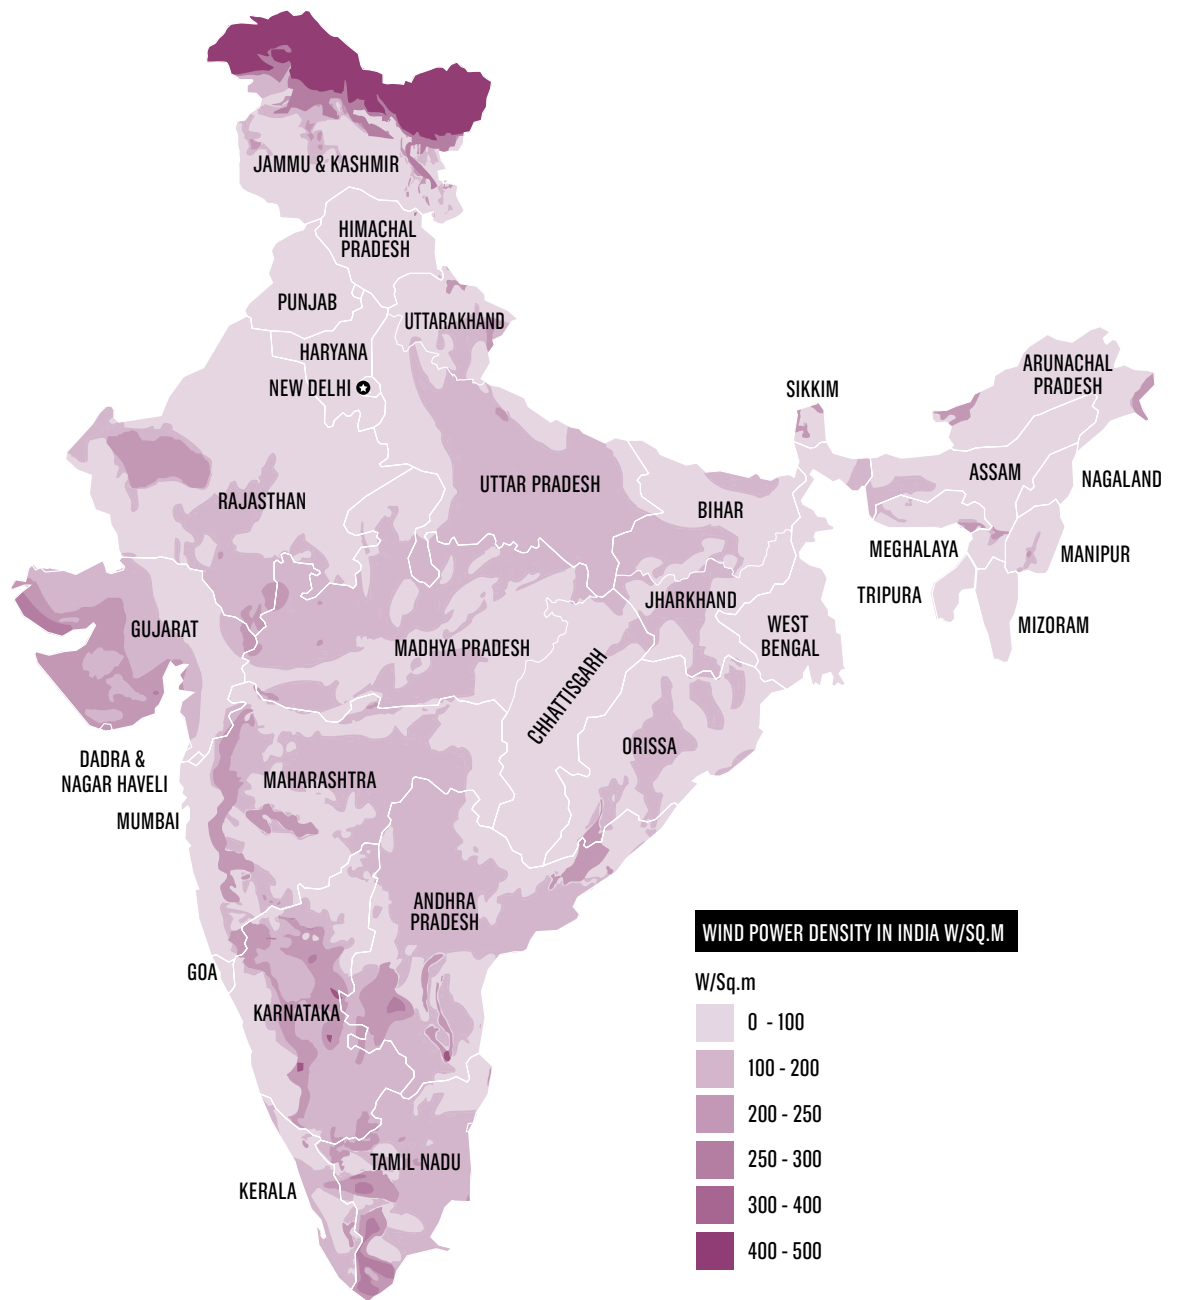 JAMMU & KASHMIR
HIMACHAL
PRADESH
PUNJAB
UTTARAKHAND
HARYANA
NEW DELHI
SIKKIM
ARUNACHAL
PRADESH
ASSAM
NAGALAND
UTTAR PRADESH
RAJASTHAN
BIHAR
MEGHALAYA
MANIPUR
TRIPURA
JHARKHAND
MIZORAM
GUJARAT
WEST
BENGAL
MADHYA PRADESH
CHHATTISGARH
ORISSA
DADRA &
NAGAR HAVELI
MAHARASHTRA
MUMBAI
ANDHRA
PRADESH
GOA
KARNATAKA
TAMIL NADU
KERALA
WIND POWER DENSITY IN INDIA W/SQ.M
W/Sq.m
0 - 100
100 - 200
200 - 250
250 - 300
300 - 400
400 - 500